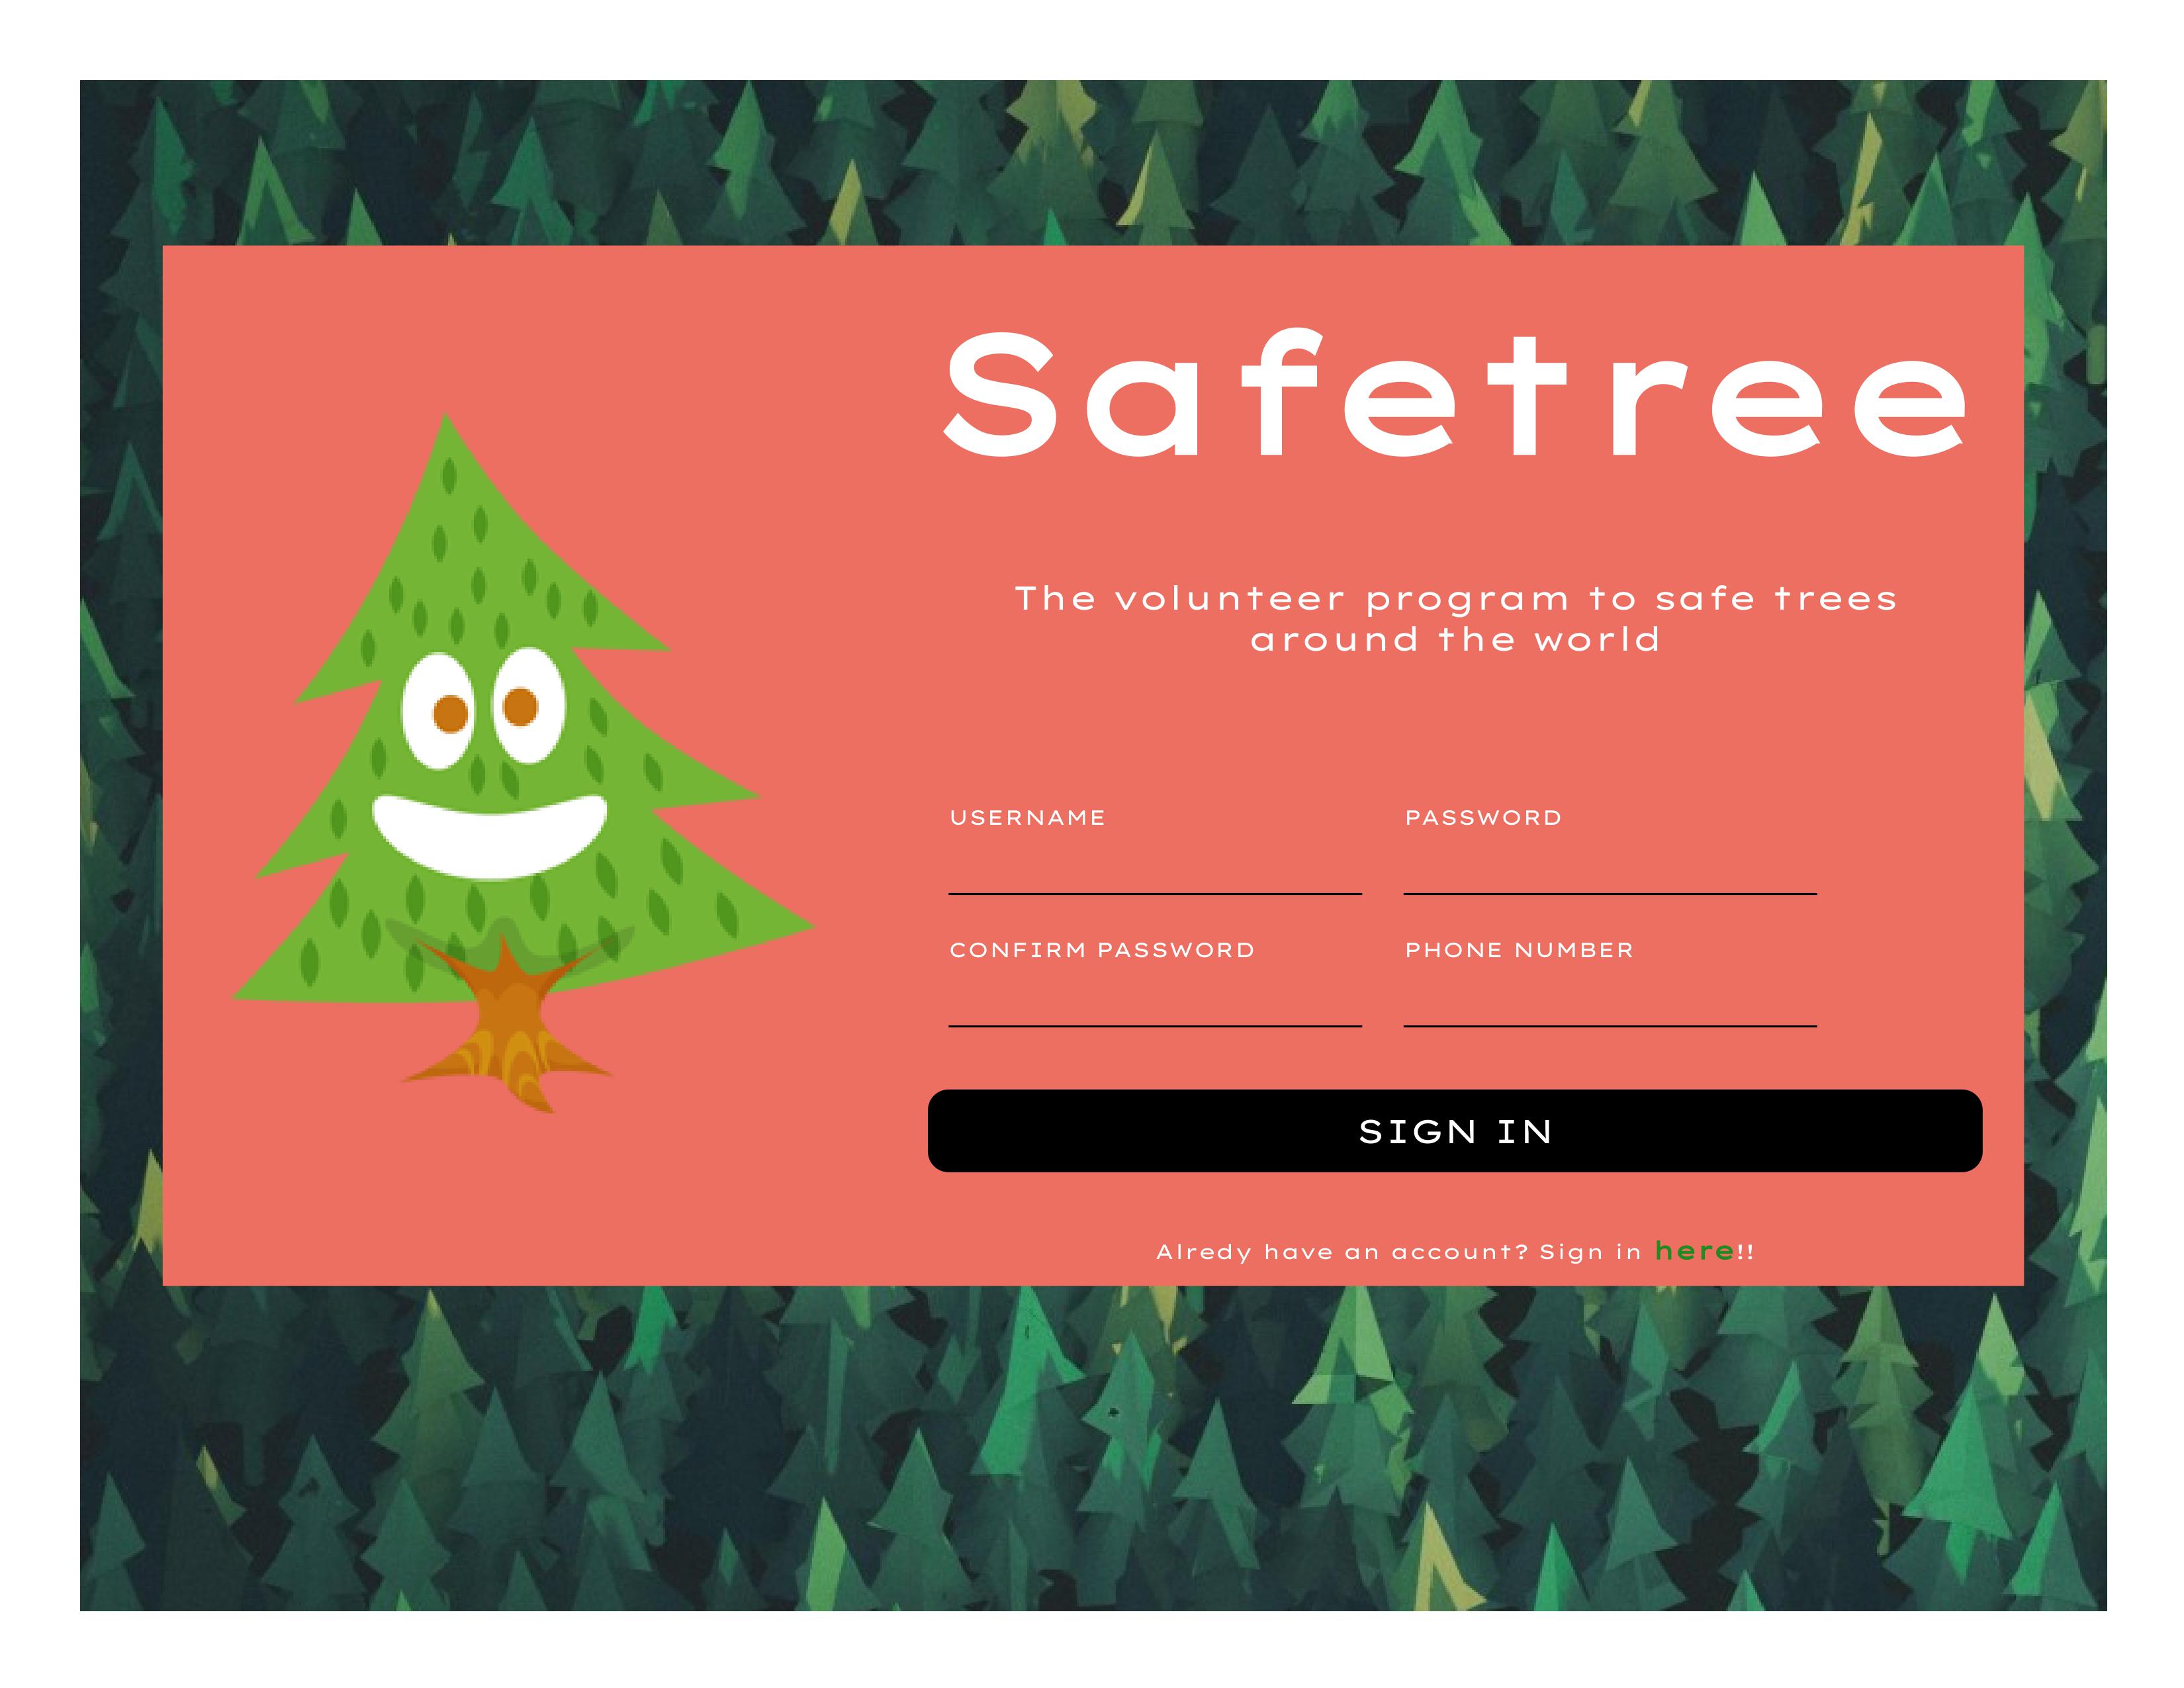 Safetree
The volunteer program to safe trees
around the world
USERNAME
PASSWORD
CONFIRM PASSWORD
PHONE NUMBER
SIGN IN
Alredy have an account? Sign in here!!